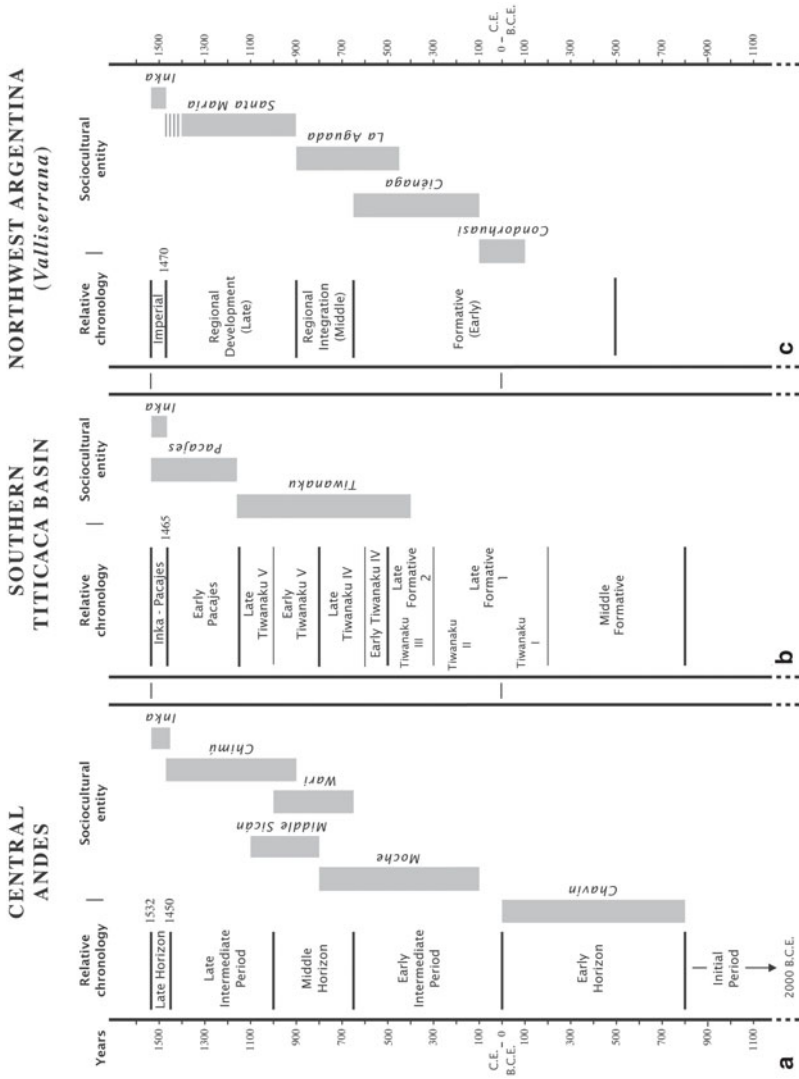 CENTRAL
ANDES
Years
Relative
chronology
Sociocultural
entity
1500
1300
1100
900
700
500
300
100
C.E.
0
B.C.E.
100
300
500
700
900
1100
1532
Late Horizon
1450
Late
Intermediate
Period
Middle
Horizon
Early
Intermediate
Period
Early
Horizon
Initial
Period
2000 B.C.E.
Inka
Chimú
Wari
Middle Sicán
Moche
Chavín
a
SOUTHERN
TITICACA BASIN
Relative
chronology
Sociocultural
entity
Inka - Pacajes
1465
Early
Pacajes
Late
Tiwanaku V
Early
Tiwanaku V
Late
Tiwanaku IV
Early Tiwanaku IV
Tiwanaku
III
Late
Formative
2
Tiwanaku
II
Late
Formative
1
Tiwanaku
I
Middle
Formative
Inka
Pacajes
Tiwanaku
b
NORTHWEST ARGENTINA
(Valliserrana)
Relative
chronology
Sociocultural
entity
Imperial
1470
Regional
Development
(Late)
Regional
Integration
(Middle)
Formative
(Early)
Inka
Santa María
La Aguada
Ciénaga
Condorhuasi
1500
1300
1100
900
700
500
300
100
C.E.
0
B.C.E.
100
300
500
700
900
1100
c